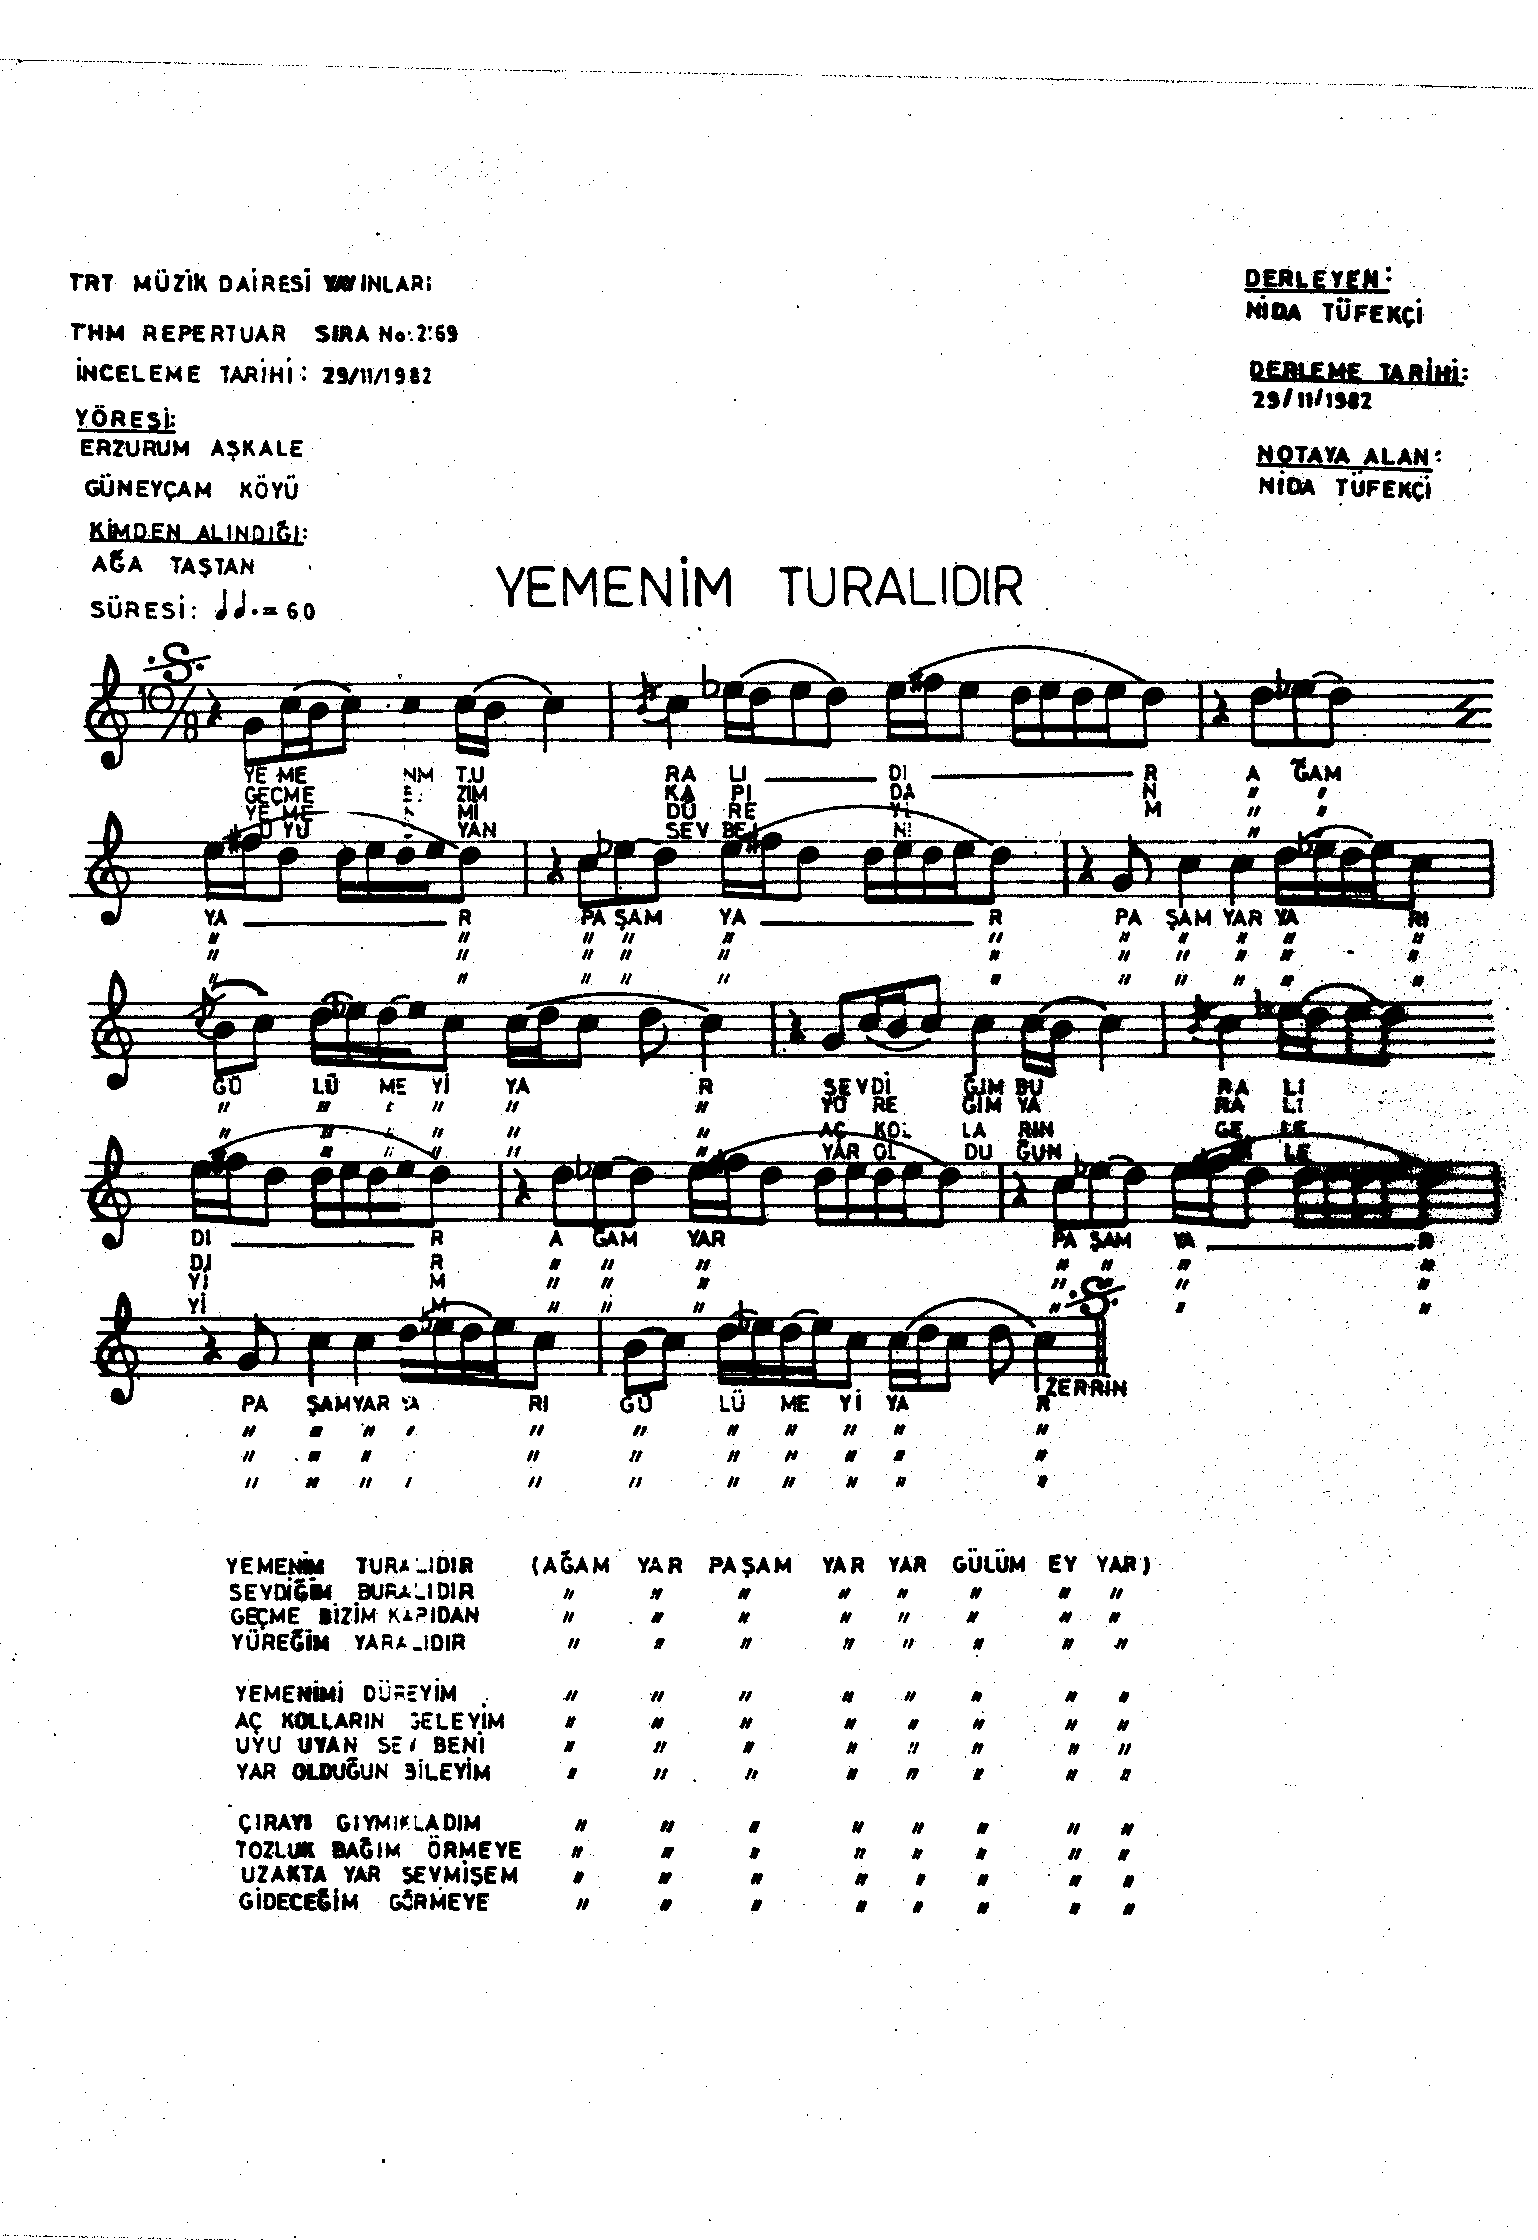 TRT MÜZİK DAİRESİ YAYINLARI
THM REPERTUAR SIRA No: 2169
İNCELEME TARİHİ: 29/11/1982
YÖRESİ:
ERZURUM AŞKALE
GÜNEYÇAM KÖYÜ
KİMDEN ALINDIĞI:
AĞA TAŞTAN
SÜRESİ: = 60
DERLEYEN:
NİDA TÜFEKÇİ
DERLEME TARİHİ:
29/11/1982
NOTAYA ALAN:
NİDA TÜFEKÇİ
YEMENİM TURALIDIR
10/8
YE ME NM TU RA LI DI R A ĞAM
GEÇME ZİM KA PI DA N " "
YE ME Mİ DÜ RE Yİ M " "
U YU YAN SEV BE Nİ "
YA R PA ŞAM YA R PA ŞAM YAR YA RI
" " " " " " " " " " "
" " " " " " " " " " "
" " " " " " " " " " "
GÜ LÜ ME Yİ YA R SEVDİ ĞİM BU RA LI
" " " " " " YÜ RE ĞİM YA RA LI
" " " " " " AÇ KOL LA RIN GE LE
" " " " " " YAR OL DU ĞUN Bİ LE
DI R A ĞAM YAR PA ŞAM YA R
DI R " " " " " " "
Yİ M " " " " " " "
Yİ M " " " " " "
PA ŞAM YAR YA RI GÜ LÜ ME Yİ YA R
" " " " " " " " " " "
" " " " " " " " " "
" " " " " " " " " " "
ZERRİN
YEMENİM TURALIDIR (AĞAM YAR PAŞAM YAR YAR GÜLÜM EY YAR)
SEVDİĞİM BURALIDIR " " " " " " " "
GEÇME BİZİM KAPIDAN " " " " " " " "
YÜREĞİM YARALIDIR " " " " " " " "
YEMENİMİ DÜREYİM " " " " " " " "
AÇ KOLLARIN GELEYİM " " " " " " " "
UYU UYAN SEV BENİ " " " " " " " "
YAR OLDUĞUN BİLEYİM " " " " " " " "
ÇIRAYI GIYMIKLADIM " " " " " " " "
TOZLUK BAĞIM ÖRMEYE " " " " " " " "
UZAKTA YAR SEVMİŞEM " " " " " " " "
GİDECEĞİM GÖRMEYE " " " " " " " "